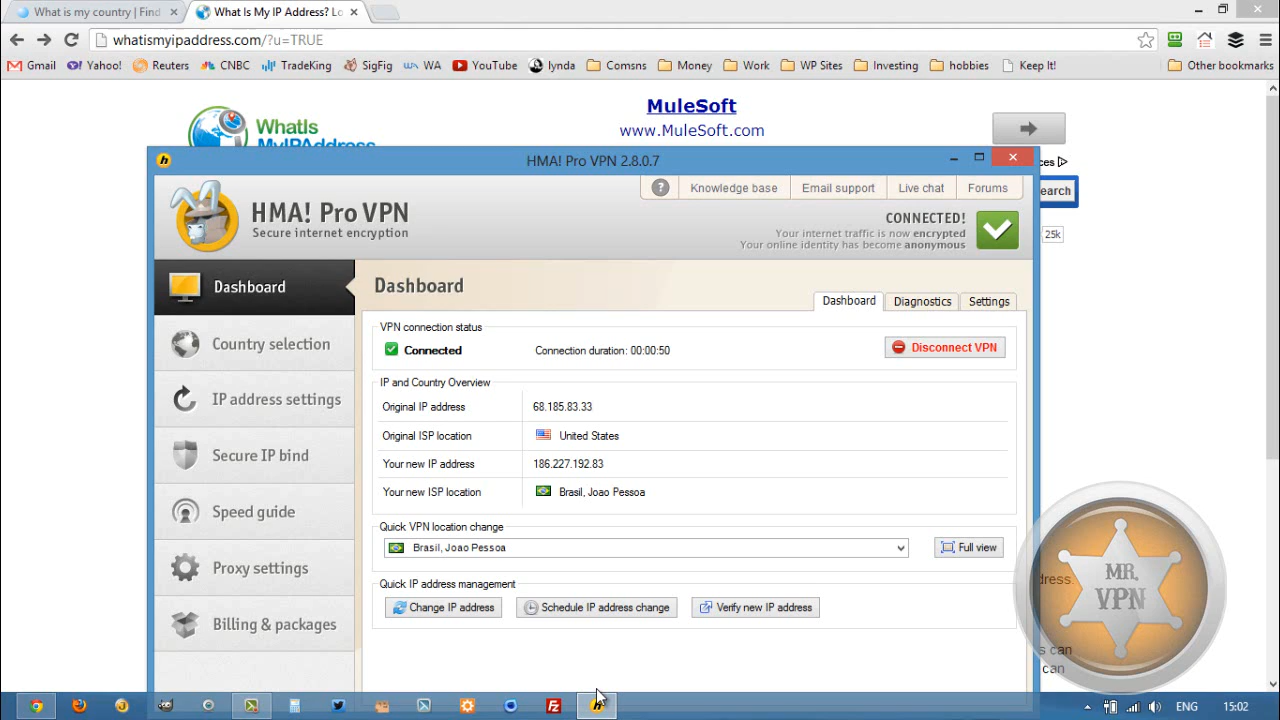 What is my country | Find
What Is My IP Address? Lo
whatismyipaddress.com/?u=TRUE
Gmail Yahoo! Reuters CNBC TradeKing SigFig WA YouTube lynda Comsns Money Work WP Sites Investing hobbies Keep It! Other bookmarks
MuleSoft
www.MuleSoft.com
WhatIs
MyIPAddress
ces
earch
25k
HMA! Pro VPN 2.8.0.7
? Knowledge base Email support Live chat Forums
HMA! Pro VPN
Secure internet encryption
CONNECTED!
Your internet traffic is now encrypted
Your online identity has become anonymous
Dashboard
Country selection
IP address settings
Secure IP bind
Speed guide
Proxy settings
Billing & packages
Dashboard
Dashboard Diagnostics Settings
VPN connection status
Connected Connection duration: 00:00:50 Disconnect VPN
IP and Country Overview
Original IP address 68.185.83.33
Original ISP location United States
Your new IP address 186.227.192.83
Your new ISP location Brasil, Joao Pessoa
Quick VPN location change
Brasil, Joao Pessoa Full view
Quick IP address management
Change IP address Schedule IP address change Verify new IP address
dress.
MR.
VPN
s can
can
ENG 15:02